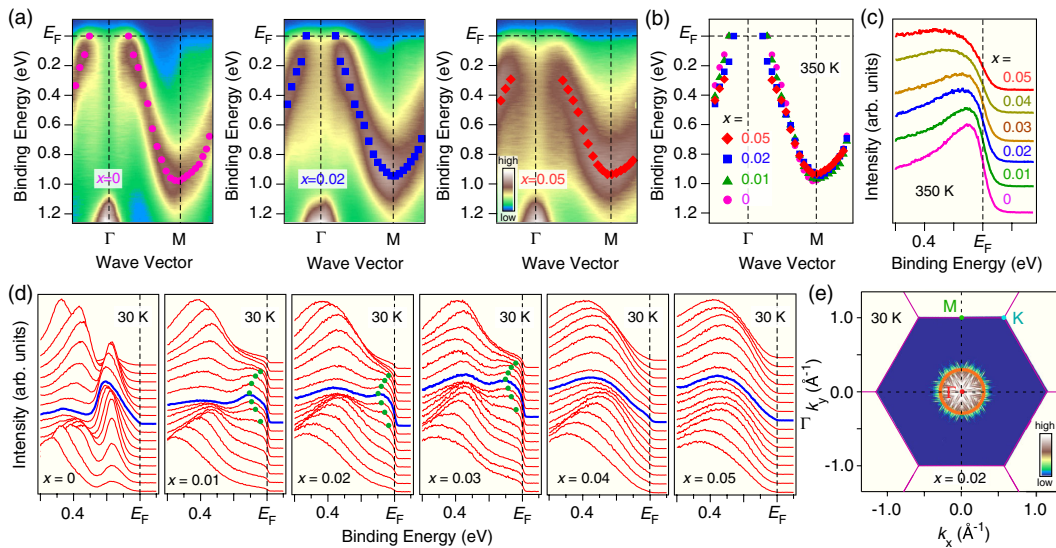 (a)
Binding Energy (eV)
E_F
0.2
0.4
0.6
0.8
1.0
1.2
x=0
Γ
M
Wave Vector
Binding Energy (eV)
E_F
0.2
0.4
0.6
0.8
1.0
1.2
x=0.02
Γ
M
Wave Vector
Binding Energy (eV)
E_F
0.2
0.4
0.6
0.8
1.0
1.2
x=0.05
high
low
Γ
M
Wave Vector
(b)
Binding Energy (eV)
E_F
0.2
0.4
0.6
0.8
1.0
1.2
350 K
x =
0.05
0.02
0.01
0
Γ
M
Wave Vector
(c)
Intensity (arb. units)
x =
0.05
0.04
0.03
0.02
0.01
0
350 K
0.4
E_F
Binding Energy (eV)
(d)
Intensity (arb. units)
30 K
x = 0
0.4
E_F
30 K
x = 0.01
0.4
E_F
30 K
x = 0.02
0.4
E_F
30 K
x = 0.03
0.4
E_F
30 K
x = 0.04
0.4
E_F
30 K
x = 0.05
0.4
E_F
Γ
Binding Energy (eV)
(e)
30 K
M
K
Γ
1.0
0.0
-1.0
k_y (Å⁻¹)
x = 0.02
high
low
-1.0
0.0
1.0
k_x (Å⁻¹)